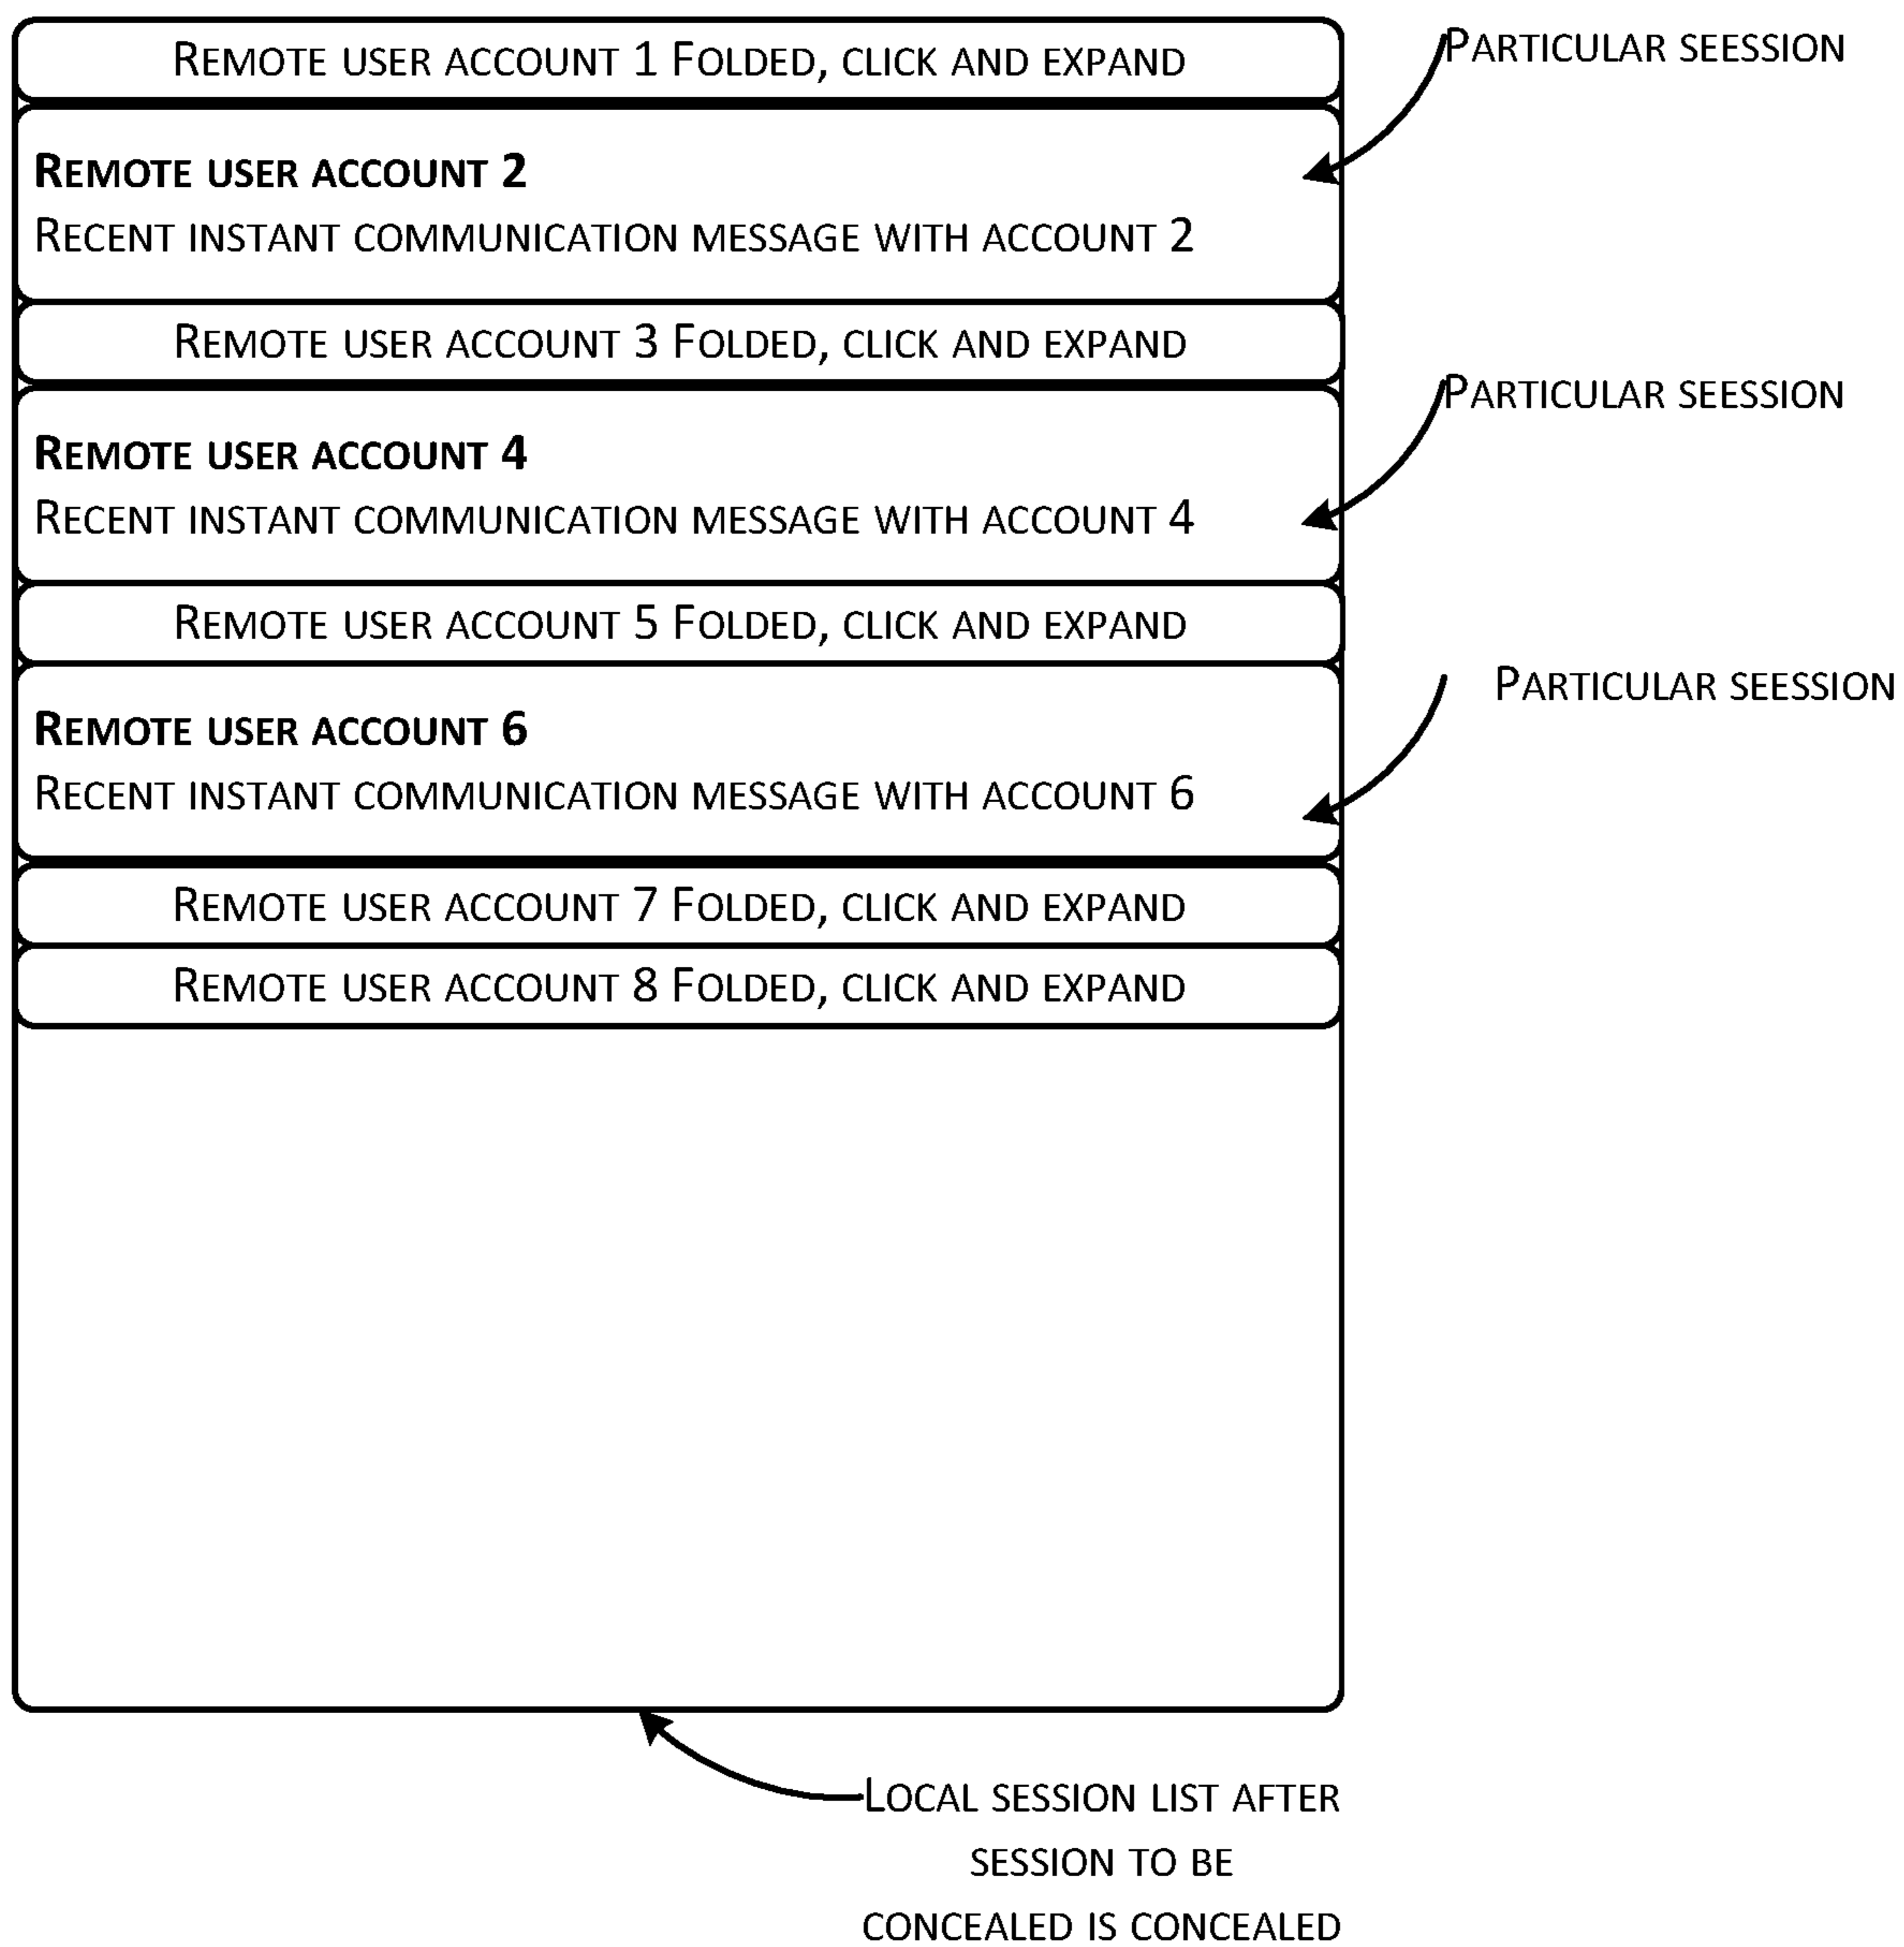 Remote user account 1 Folded, click and expand
Particular seession
Remote user account 2
Recent instant communication message with account 2
Remote user account 3 Folded, click and expand
Particular seession
Remote user account 4
Recent instant communication message with account 4
Remote user account 5 Folded, click and expand
Particular seession
Remote user account 6
Recent instant communication message with account 6
Remote user account 7 Folded, click and expand
Remote user account 8 Folded, click and expand
Local session list after
session to be
concealed is concealed